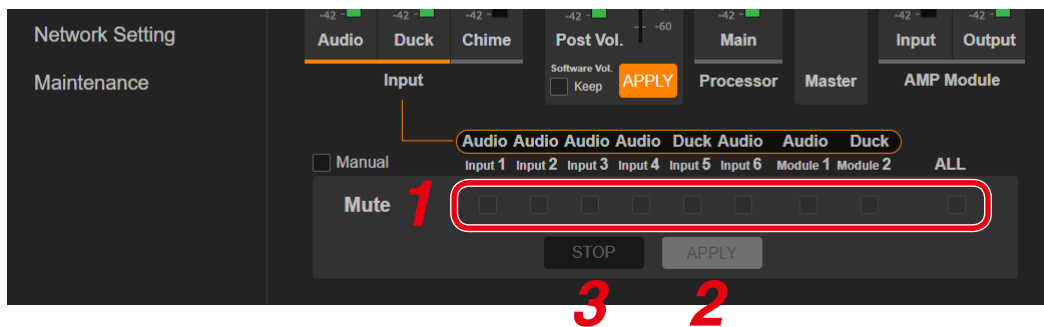 -42 - -42 - -42 - -42 - -42 - -42 - -42 -
-60
Network Setting
Audio Duck Chime Post Vol. Main Input Output
Software Vol.
Keep APPLY
Maintenance
Input Processor Master AMP Module
Audio Audio Audio Audio Duck Audio Audio Duck
Manual
Input 1 Input 2 Input 3 Input 4 Input 5 Input 6 Module 1 Module 2 ALL
Mute 1
STOP APPLY
3 2